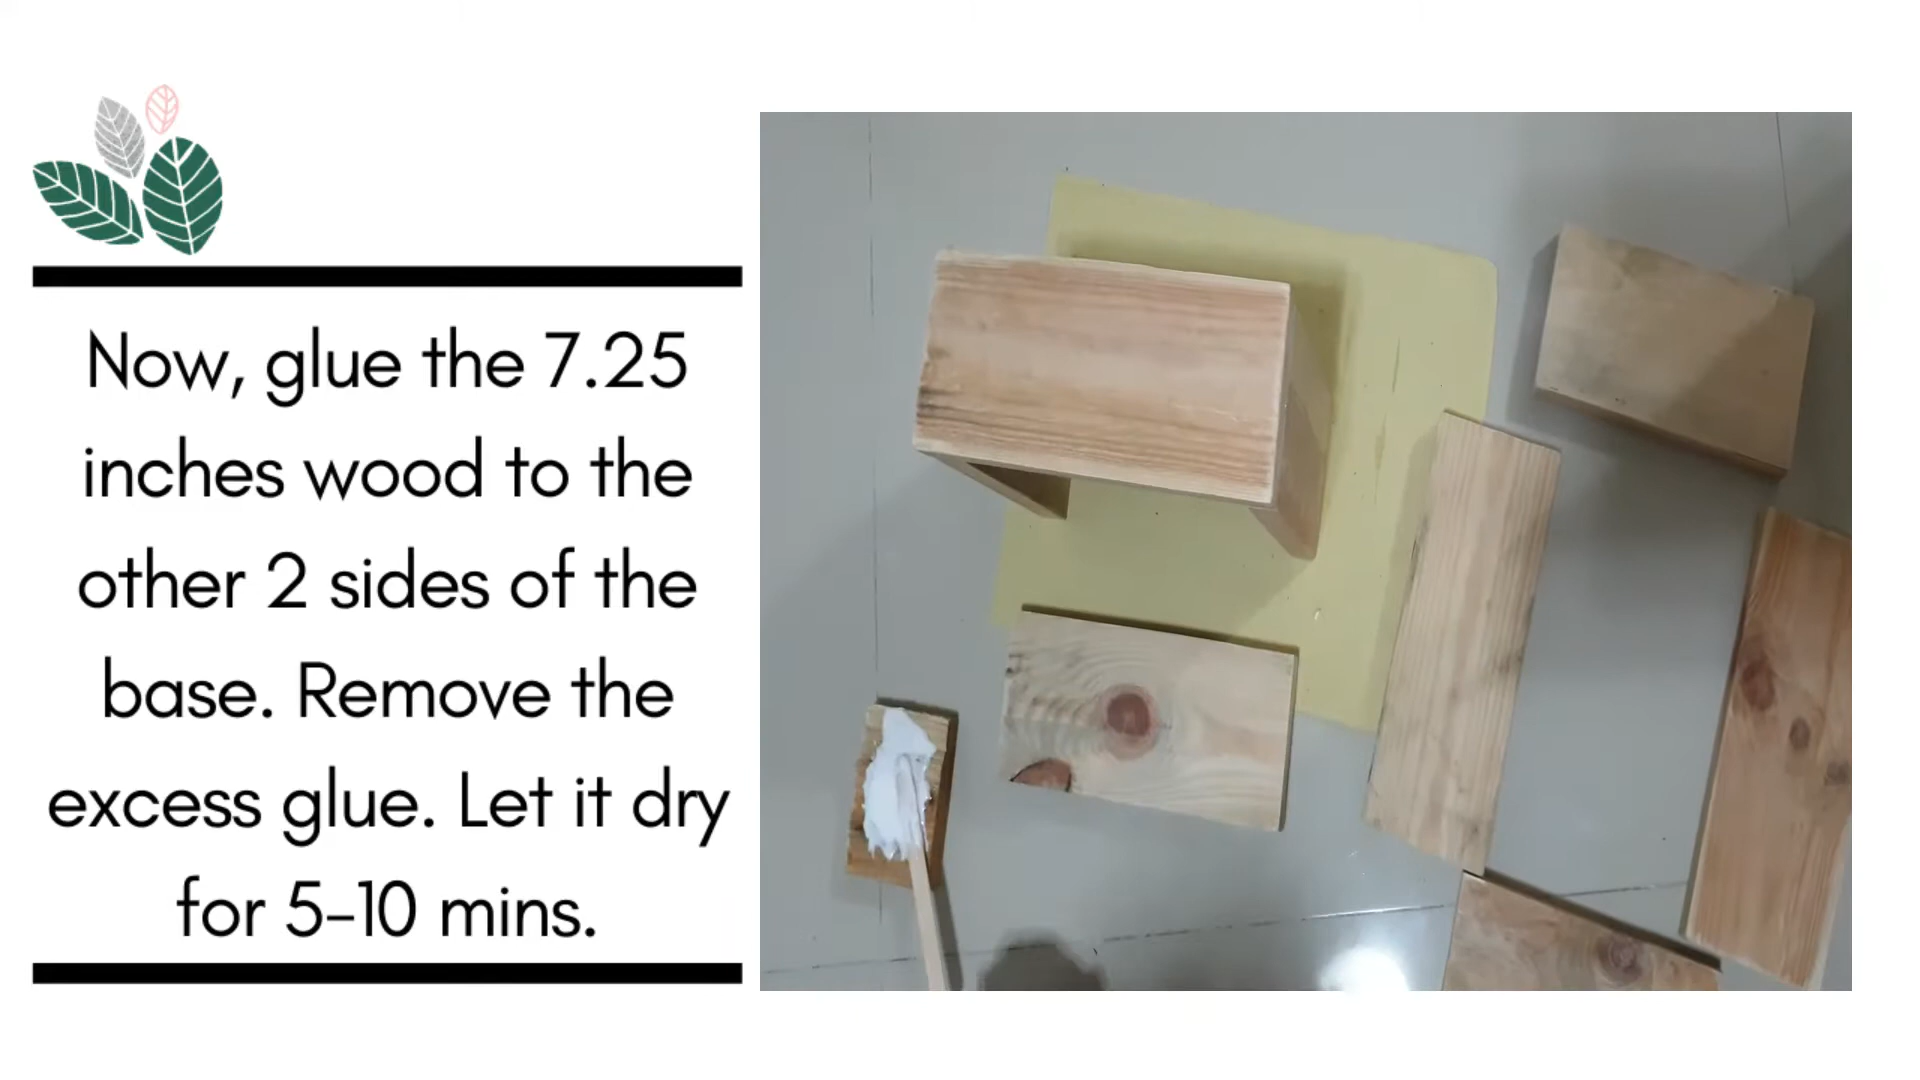 Now, glue the 7.25
inches wood to the
other 2 sides of the
base. Remove the
excess glue. Let it dry
for 5-10 mins.